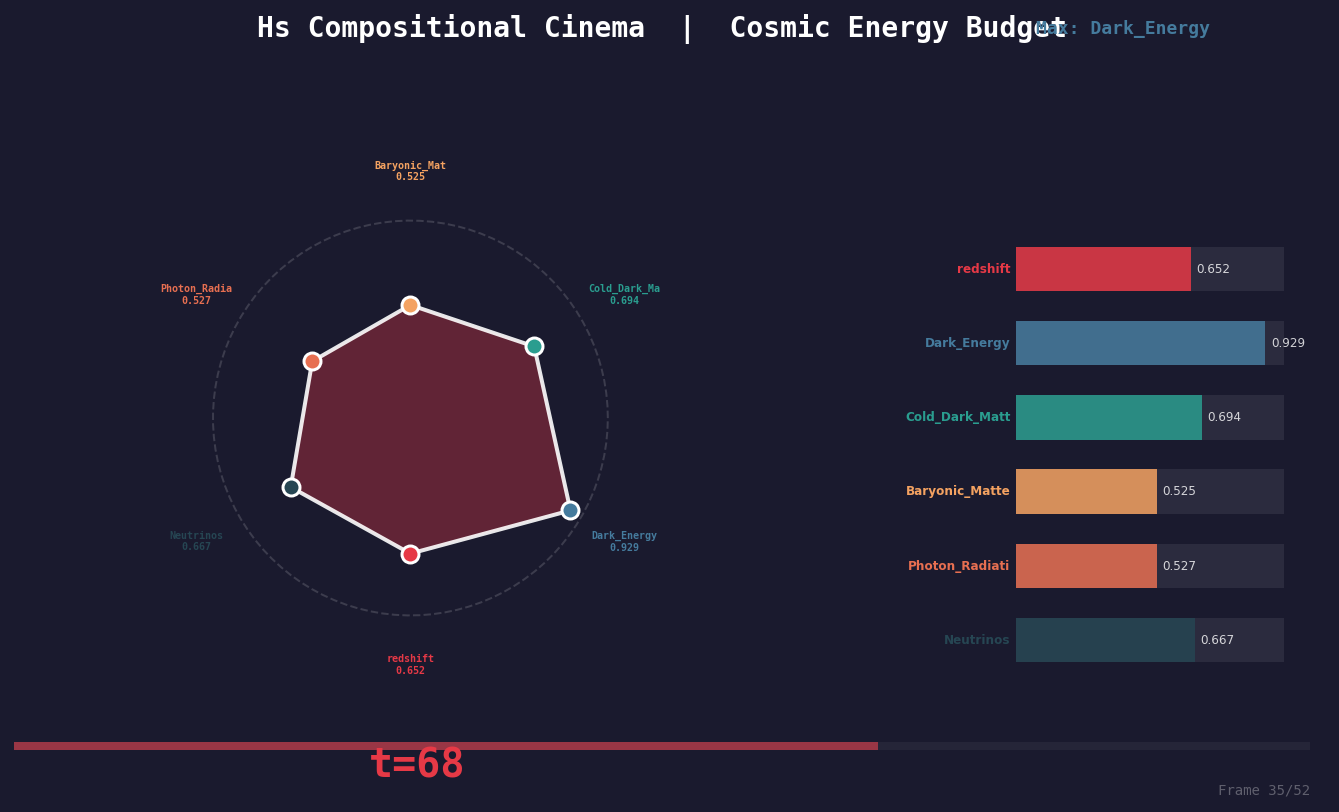 Hs Compositional Cinema | Cosmic Energy Budget
Max: Dark_Energy
Baryonic_Mat
0.525
Photon_Radia
0.527
Cold_Dark_Ma
0.694
Neutrinos
0.667
Dark_Energy
0.929
redshift
0.652
redshift 0.652
Dark_Energy 0.929
Cold_Dark_Matt 0.694
Baryonic_Matte 0.525
Photon_Radiati 0.527
Neutrinos 0.667
t=68
Frame 35/52